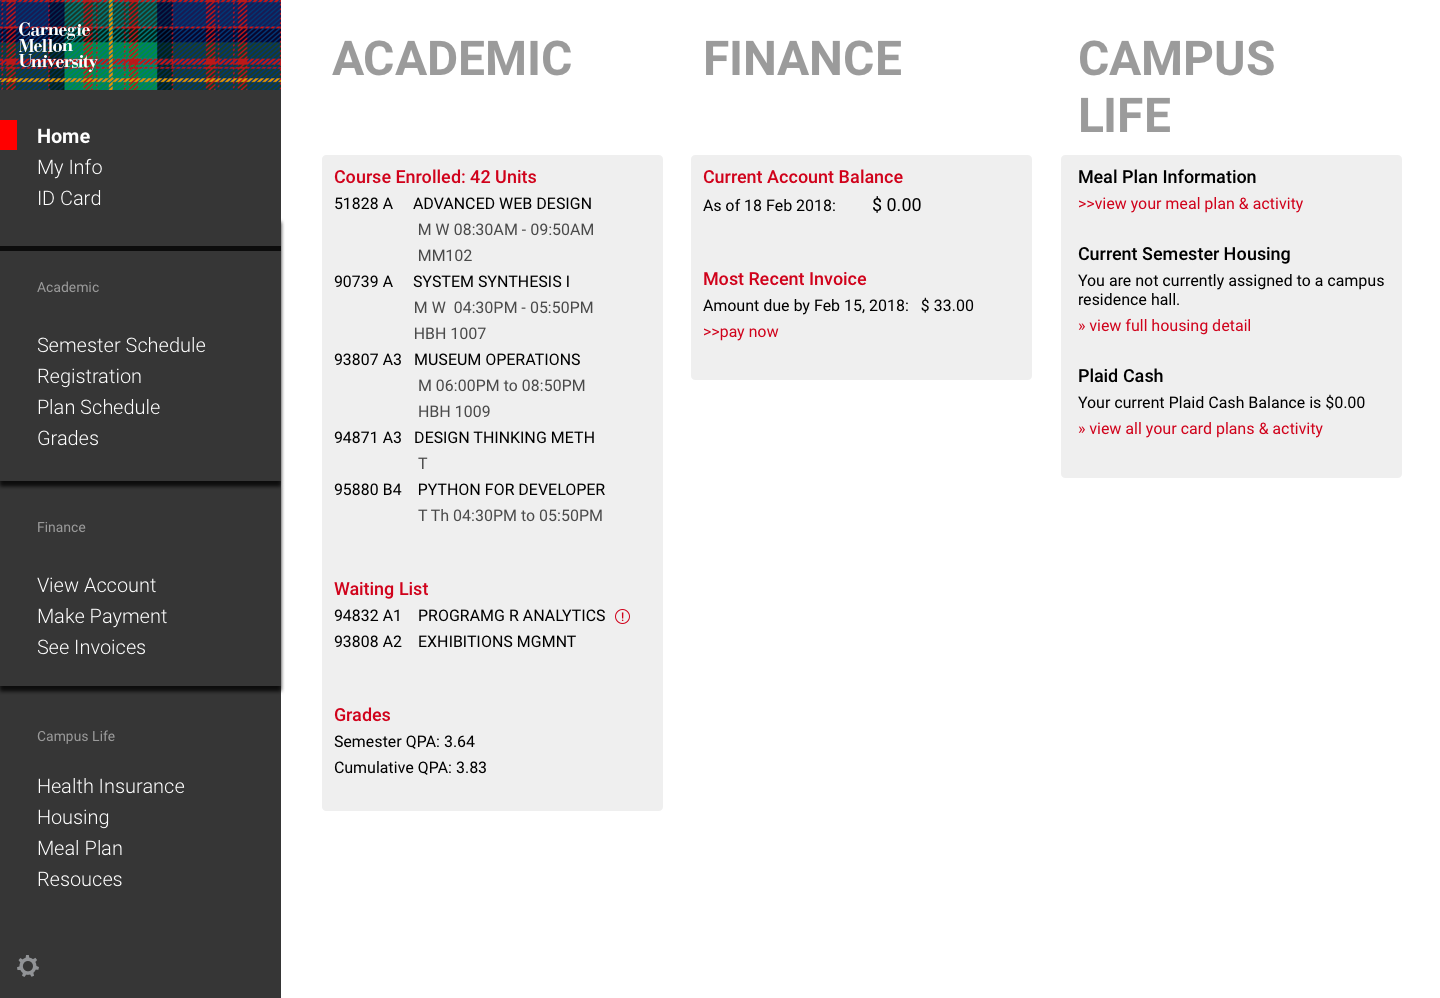 Carnegie
Mellon
University
Home
My Info
ID Card
Academic
Semester Schedule
Registration
Plan Schedule
Grades
Finance
View Account
Make Payment
See Invoices
Campus Life
Health Insurance
Housing
Meal Plan
Resouces
ACADEMIC
Course Enrolled: 42 Units
51828 A ADVANCED WEB DESIGN
M W 08:30AM - 09:50AM
MM102
90739 A SYSTEM SYNTHESIS I
M W 04:30PM - 05:50PM
HBH 1007
93807 A3 MUSEUM OPERATIONS
M 06:00PM to 08:50PM
HBH 1009
94871 A3 DESIGN THINKING METH
T
95880 B4 PYTHON FOR DEVELOPER
T Th 04:30PM to 05:50PM
Waiting List
94832 A1 PROGRAMG R ANALYTICS
93808 A2 EXHIBITIONS MGMNT
Grades
Semester QPA: 3.64
Cumulative QPA: 3.83
FINANCE
Current Account Balance
As of 18 Feb 2018: $ 0.00
Most Recent Invoice
Amount due by Feb 15, 2018: $ 33.00
>>pay now
CAMPUS
LIFE
Meal Plan Information
>>view your meal plan & activity
Current Semester Housing
You are not currently assigned to a campus
residence hall.
» view full housing detail
Plaid Cash
Your current Plaid Cash Balance is $0.00
» view all your card plans & activity